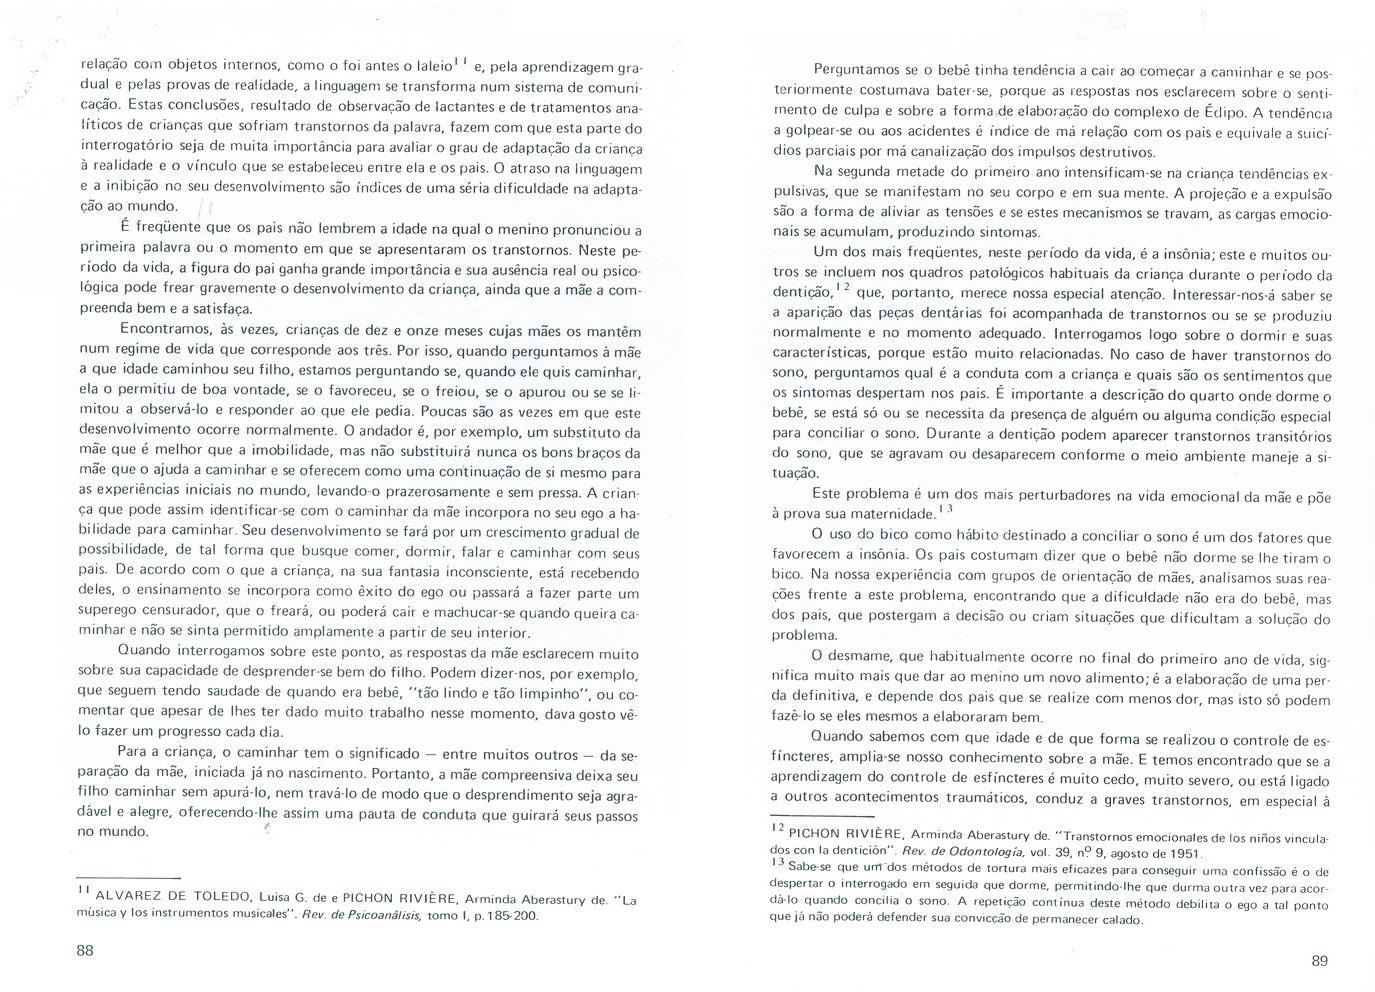 relação com objetos internos, como o foi antes o laleio¹¹ e, pela aprendizagem gra-
dual e pelas provas de realidade, a linguagem se transforma num sistema de comuni-
cação. Estas conclusões, resultado de observação de lactantes e de tratamentos ana-
líticos de crianças que sofriam transtornos da palavra, fazem com que esta parte do
interrogatório seja de muita importância para avaliar o grau de adaptação da criança
à realidade e o vínculo que se estabeleceu entre ela e os pais. O atraso na linguagem
e a inibição no seu desenvolvimento são índices de uma séria dificuldade na adapta-
ção ao mundo.
É freqüente que os pais não lembrem a idade na qual o menino pronunciou a
primeira palavra ou o momento em que se apresentaram os transtornos. Neste pe-
ríodo da vida, a figura do pai ganha grande importância e sua ausência real ou psico-
lógica pode frear gravemente o desenvolvimento da criança, ainda que a mãe a com-
preenda bem e a satisfaça.
Encontramos, às vezes, crianças de dez e onze meses cujas mães os mantêm
num regime de vida que corresponde aos três. Por isso, quando perguntamos à mãe
a que idade caminhou seu filho, estamos perguntando se, quando ele quis caminhar,
ela o permitiu de boa vontade, se o favoreceu, se o freiou, se o apurou ou se se li-
mitou a observá-lo e responder ao que ele pedia. Poucas são as vezes em que este
desenvolvimento ocorre normalmente. O andador é, por exemplo, um substituto da
mãe que é melhor que a imobilidade, mas não substituirá nunca os bons braços da
mãe que o ajuda a caminhar e se oferecem como uma continuação de si mesmo para
as experiências iniciais no mundo, levando-o prazerosamente e sem pressa. A crian-
ça que pode assim identificar-se com o caminhar da mãe incorpora no seu ego a ha-
bilidade para caminhar. Seu desenvolvimento se fará por um crescimento gradual de
possibilidade, de tal forma que busque comer, dormir, falar e caminhar com seus
pais. De acordo com o que a criança, na sua fantasia inconsciente, está recebendo
deles, o ensinamento se incorpora como êxito do ego ou passará a fazer parte um
superego censurador, que o freará, ou poderá cair e machucar-se quando queira ca-
minhar e não se sinta permitido amplamente a partir de seu interior.
Quando interrogamos sobre este ponto, as respostas da mãe esclarecem muito
sobre sua capacidade de desprender-se bem do filho. Podem dizer-nos, por exemplo,
que seguem tendo saudade de quando era bebê, "tão lindo e tão limpinho", ou co-
mentar que apesar de lhes ter dado muito trabalho nesse momento, dava gosto vê-
lo fazer um progresso cada dia.
Para a criança, o caminhar tem o significado — entre muitos outros — da se-
paração da mãe, iniciada já no nascimento. Portanto, a mãe compreensiva deixa seu
filho caminhar sem apurá-lo, nem travá-lo de modo que o desprendimento seja agra-
dável e alegre, oferecendo-lhe assim uma pauta de conduta que guirará seus passos
no mundo.
¹¹ ALVAREZ DE TOLEDO, Luisa G. de e PICHON RIVIÈRE, Arminda Aberastury de. "La
mùsica y los instrumentos musicales". Rev. de Psicoanálisis, tomo I, p. 185-200.
88
Perguntamos se o bebê tinha tendência a cair ao começar a caminhar e se pos-
teriormente costumava bater-se, porque as respostas nos esclarecem sobre o senti-
mento de culpa e sobre a forma de elaboração do complexo de Édipo. A tendência
a golpear-se ou aos acidentes é índice de má relação com os pais e equivale a suicí-
dios parciais por má canalização dos impulsos destrutivos.
Na segunda metade do primeiro ano intensificam-se na criança tendências ex-
pulsivas, que se manifestam no seu corpo e em sua mente. A projeção e a expulsão
são a forma de aliviar as tensões e se estes mecanismos se travam, as cargas emocio-
nais se acumulam, produzindo sintomas.
Um dos mais freqüentes, neste período da vida, é a insônia; este e muitos ou-
tros se incluem nos quadros patológicos habituais da criança durante o período da
dentição,¹² que, portanto, merece nossa especial atenção. Interessar-nos-á saber se
a aparição das peças dentárias foi acompanhada de transtornos ou se se produziu
normalmente e no momento adequado. Interrogamos logo sobre o dormir e suas
características, porque estão muito relacionadas. No caso de haver transtornos do
sono, perguntamos qual é a conduta com a criança e quais são os sentimentos que
os sintomas despertam nos pais. É importante a descrição do quarto onde dorme o
bebê, se está só ou se necessita da presença de alguém ou alguma condição especial
para conciliar o sono. Durante a dentição podem aparecer transtornos transitórios
do sono, que se agravam ou desaparecem conforme o meio ambiente maneje a si-
tuação.
Este problema é um dos mais perturbadores na vida emocional da mãe e põe
à prova sua maternidade.¹³
O uso do bico como hábito destinado a conciliar o sono é um dos fatores que
favorecem a insônia. Os pais costumam dizer que o bebê não dorme se lhe tiram o
bico. Na nossa experiência com grupos de orientação de mães, analisamos suas rea-
ções frente a este problema, encontrando que a dificuldade não era do bebê, mas
dos pais, que postergam a decisão ou criam situações que dificultam a solução do
problema.
O desmame, que habitualmente ocorre no final do primeiro ano de vida, sig-
nifica muito mais que dar ao menino um novo alimento; é a elaboração de uma per-
da definitiva, e depende dos pais que se realize com menos dor, mas isto só podem
fazê-lo se eles mesmos a elaboraram bem.
Quando sabemos com que idade e de que forma se realizou o controle de es-
fíncteres, amplia-se nosso conhecimento sobre a mãe. E temos encontrado que se a
aprendizagem do controle de esfíncteres é muito cedo, muito severo, ou está ligado
a outros acontecimentos traumáticos, conduz a graves transtornos, em especial à
¹² PICHON RIVIÈRE, Arminda Aberastury de. "Transtornos emocionales de los niños vincula-
dos con la dentición". Rev. de Odontología, vol. 39, nº 9, agosto de 1951.
¹³ Sabe-se que um dos métodos de tortura mais eficazes para conseguir uma confissão é o de
despertar o interrogado em seguida que dorme, permitindo-lhe que durma outra vez para acor-
dá-lo quando concilia o sono. A repetição contínua deste método debilita o ego a tal ponto
que já não poderá defender sua convicção de permanecer calado.
89